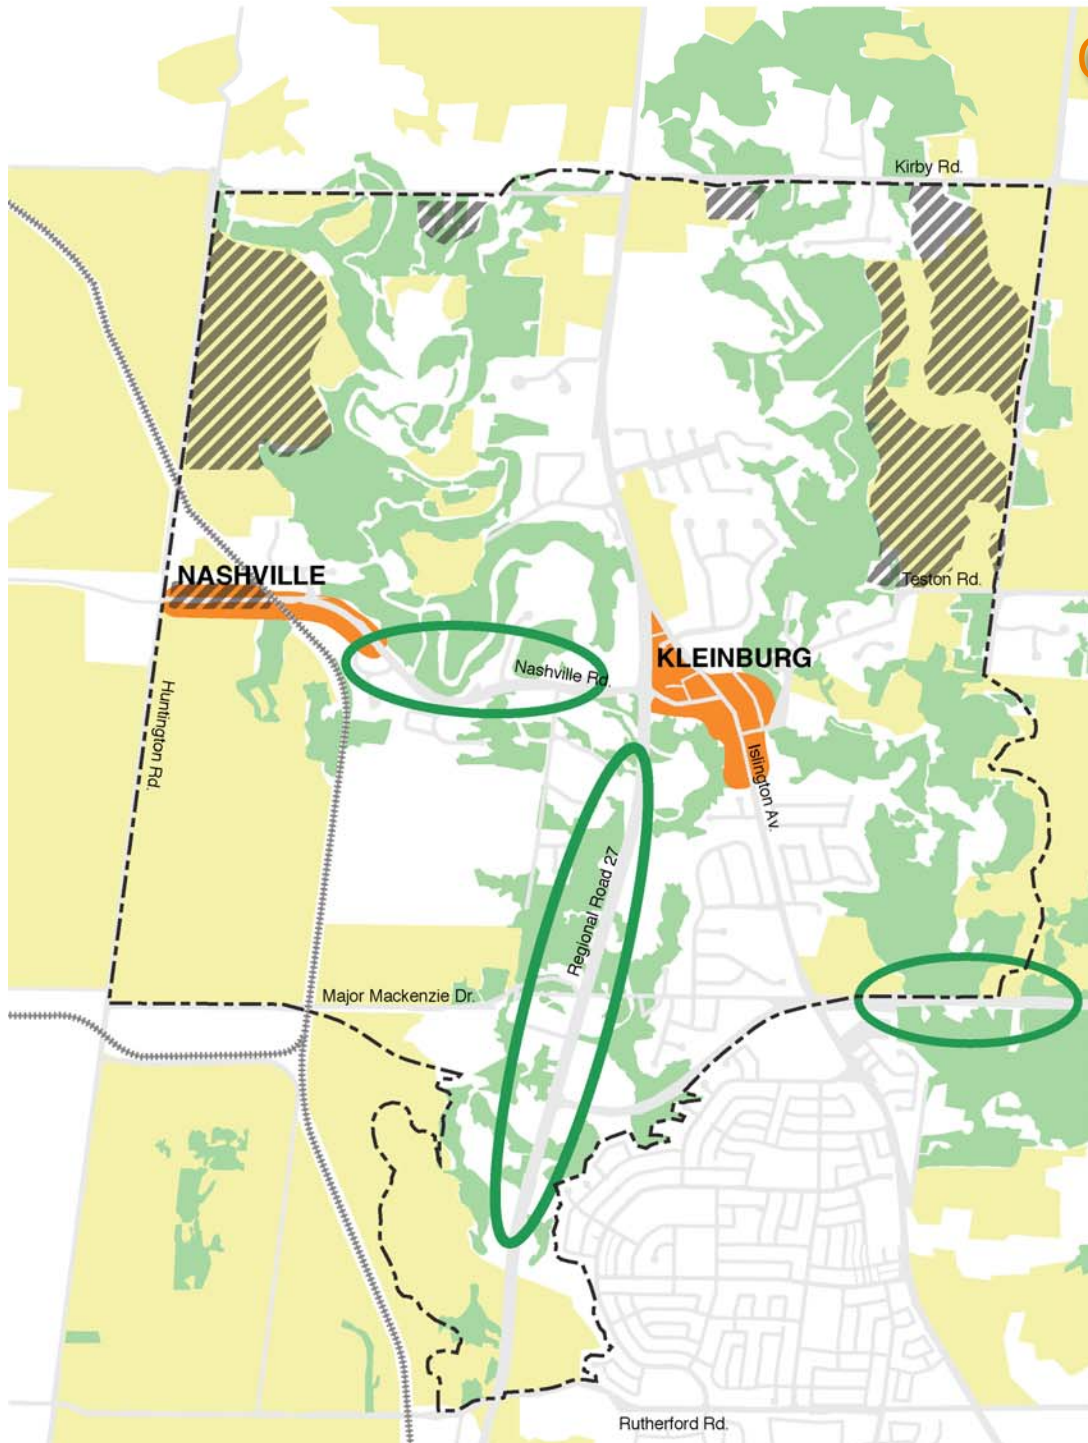 Kirby Rd.
NASHVILLE
Teston Rd.
KLEINBURG
Nashville Rd.
Huntington Rd.
Islington Av.
Regional Road 27
Major Mackenzie Dr.
Rutherford Rd.